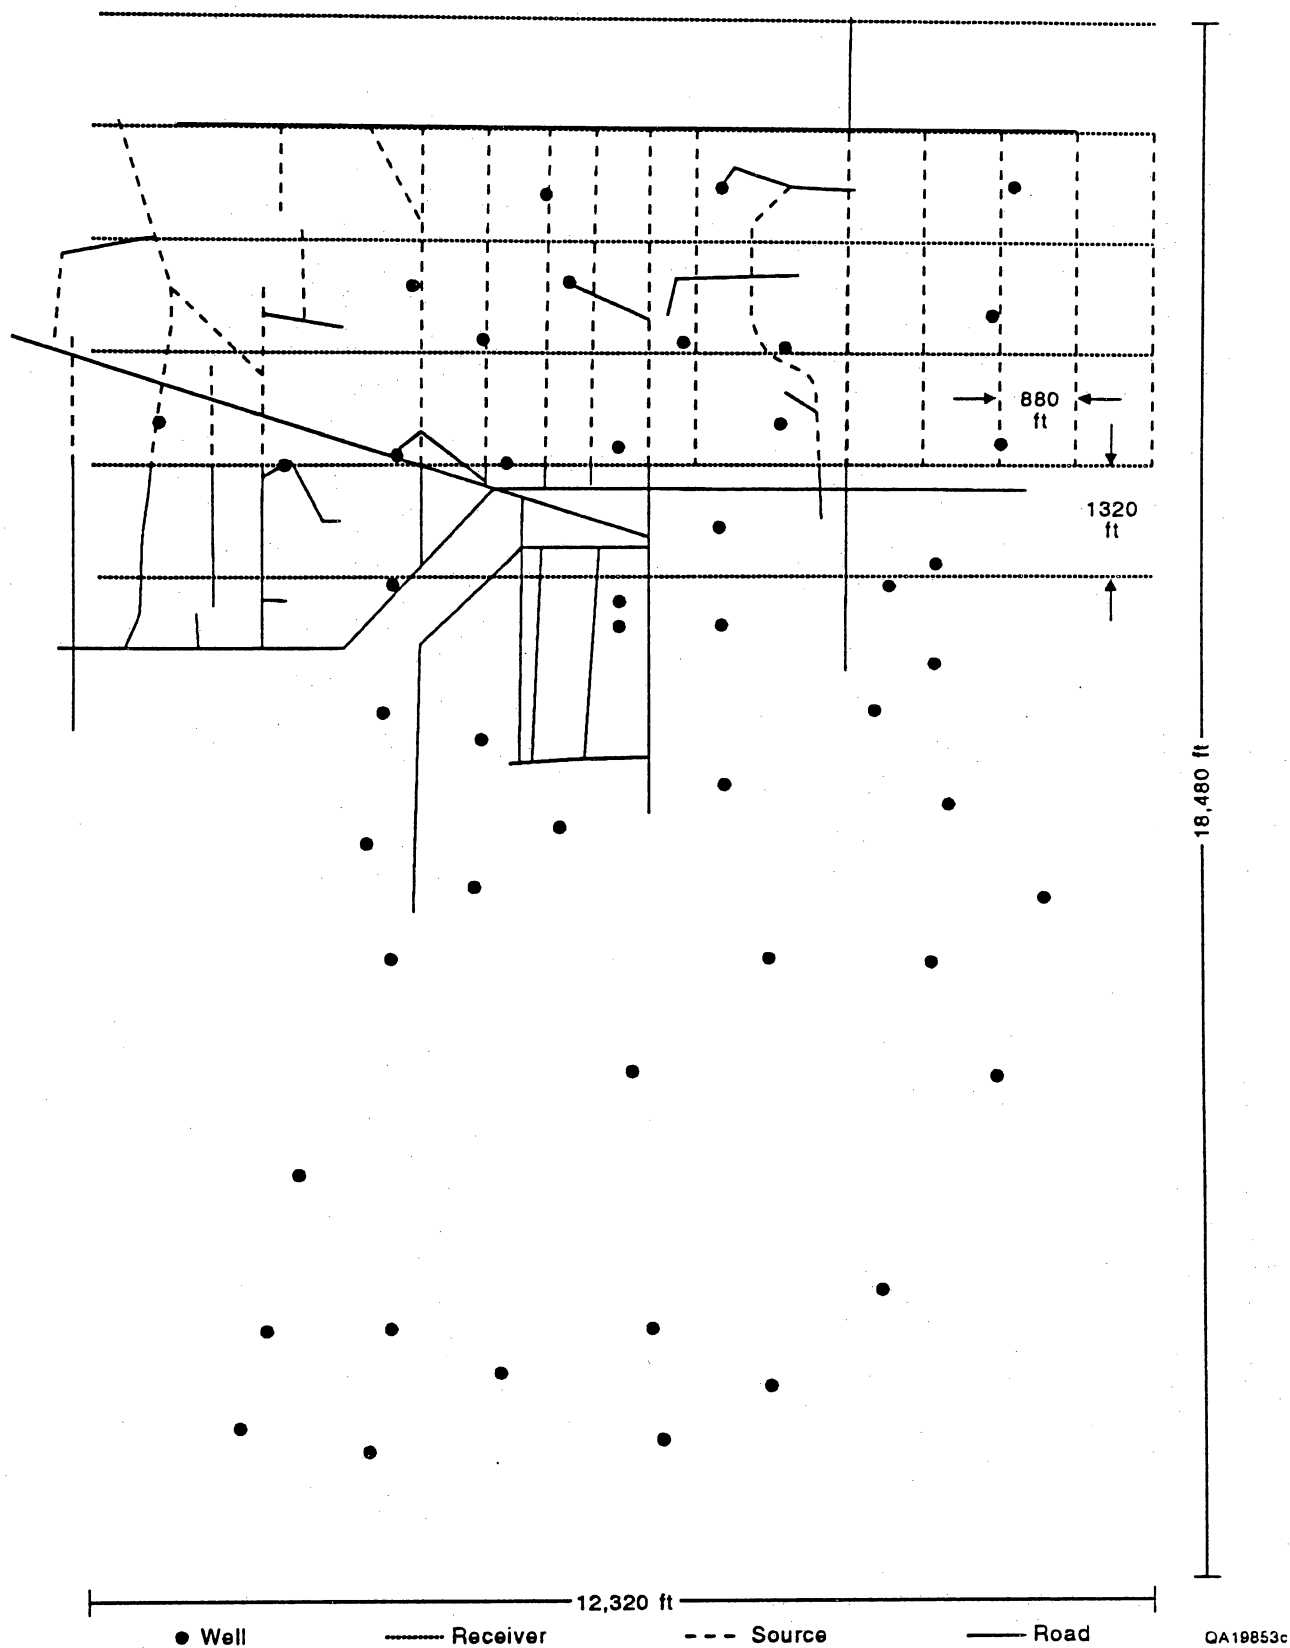 880
ft
1320
ft
18,480 ft
12,320 ft
Well
Receiver
Source
Road
QA19853c